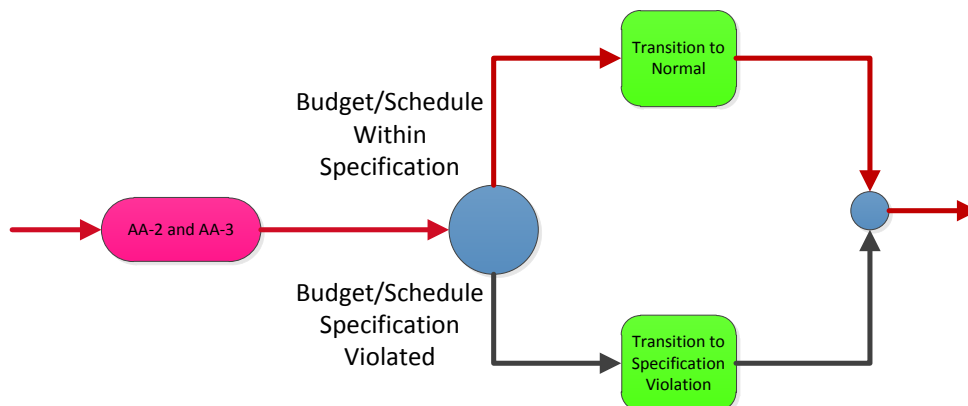 Transition to
Normal
Budget/Schedule
Within
Specification
AA-2 and AA-3
Budget/Schedule
Specification
Violated
Transition to
Specification
Violation